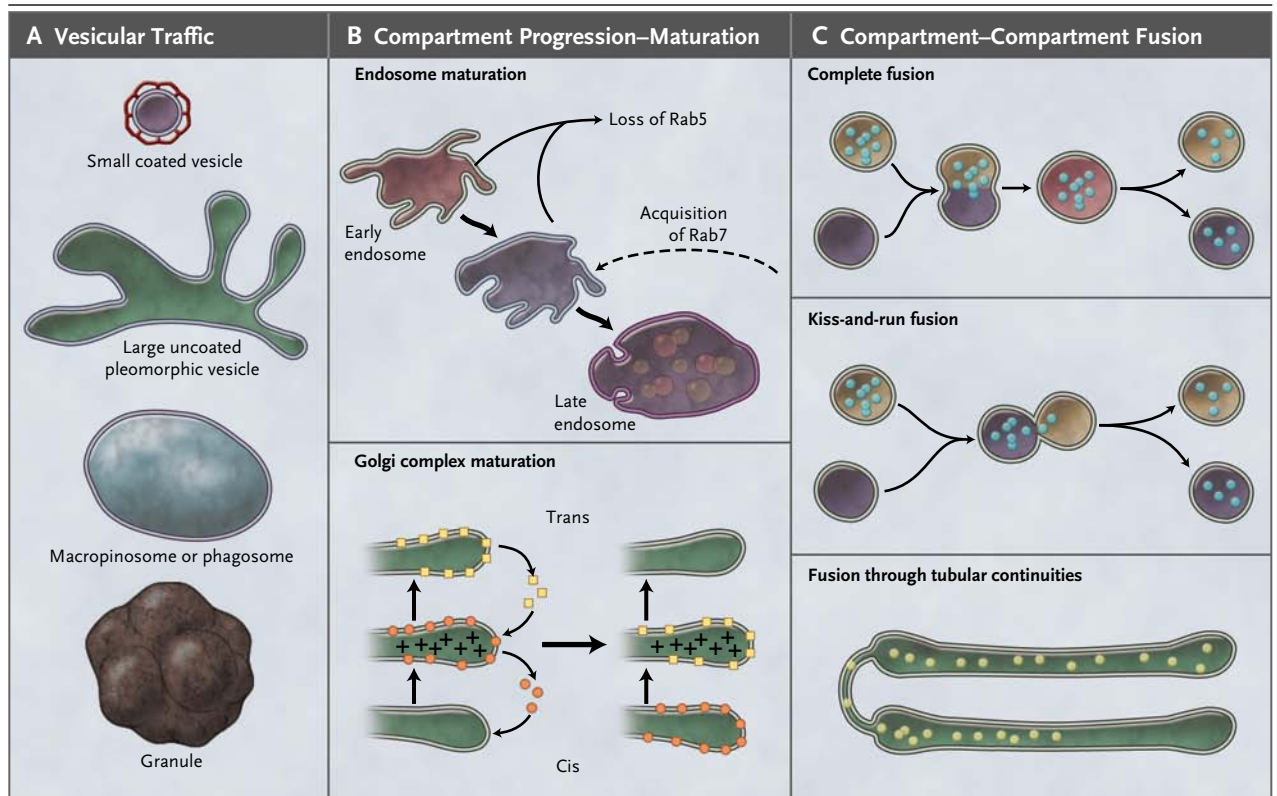 A Vesicular Traffic
Small coated vesicle
Large uncoated
pleomorphic vesicle
Macropinosome or phagosome
Granule
B Compartment Progression–Maturation
Endosome maturation
Loss of Rab5
Early
endosome
Acquisition
of Rab7
Late
endosome
Golgi complex maturation
Trans
Cis
C Compartment–Compartment Fusion
Complete fusion
Kiss-and-run fusion
Fusion through tubular continuities